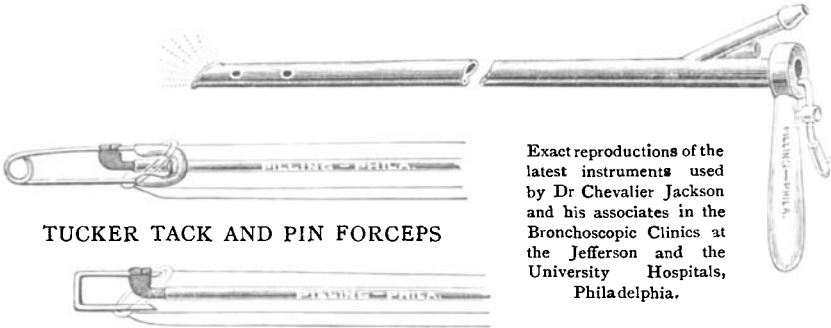 PILLING-PHILA.
PILLING - PHILA.
TUCKER TACK AND PIN FORCEPS
PILLING - PHILA.
Exact reproductions of the
latest instruments used
by Dr Chevalier Jackson
and his associates in the
Bronchoscopic Clinics at
the Jefferson and the
University Hospitals,
Philadelphia.